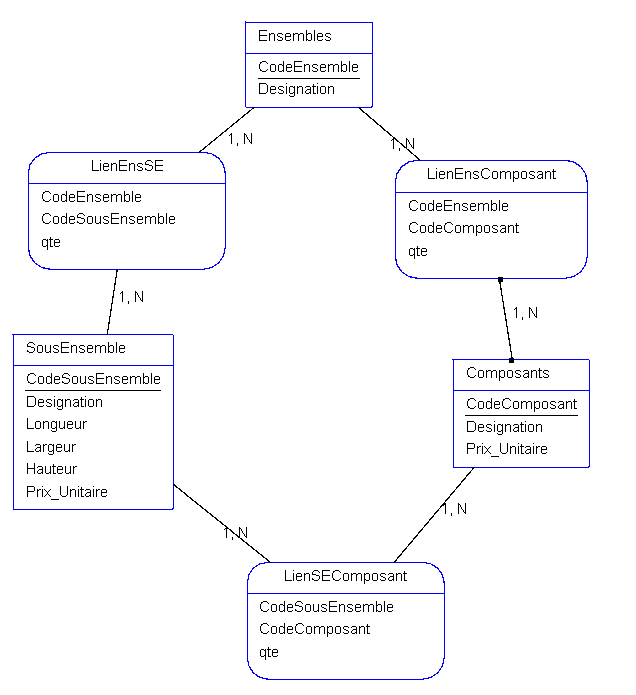 Ensembles
CodeEnsemble
Designation
1, N
1, N
LienEnsSE
CodeEnsemble
CodeSousEnsemble
qte
LienEnsComposant
CodeEnsemble
CodeComposant
qte
1, N
1, N
SousEnsemble
CodeSousEnsemble
Designation
Longueur
Largeur
Hauteur
Prix_Unitaire
Composants
CodeComposant
Designation
Prix_Unitaire
1, N
1, N
LienSEComposant
CodeSousEnsemble
CodeComposant
qte